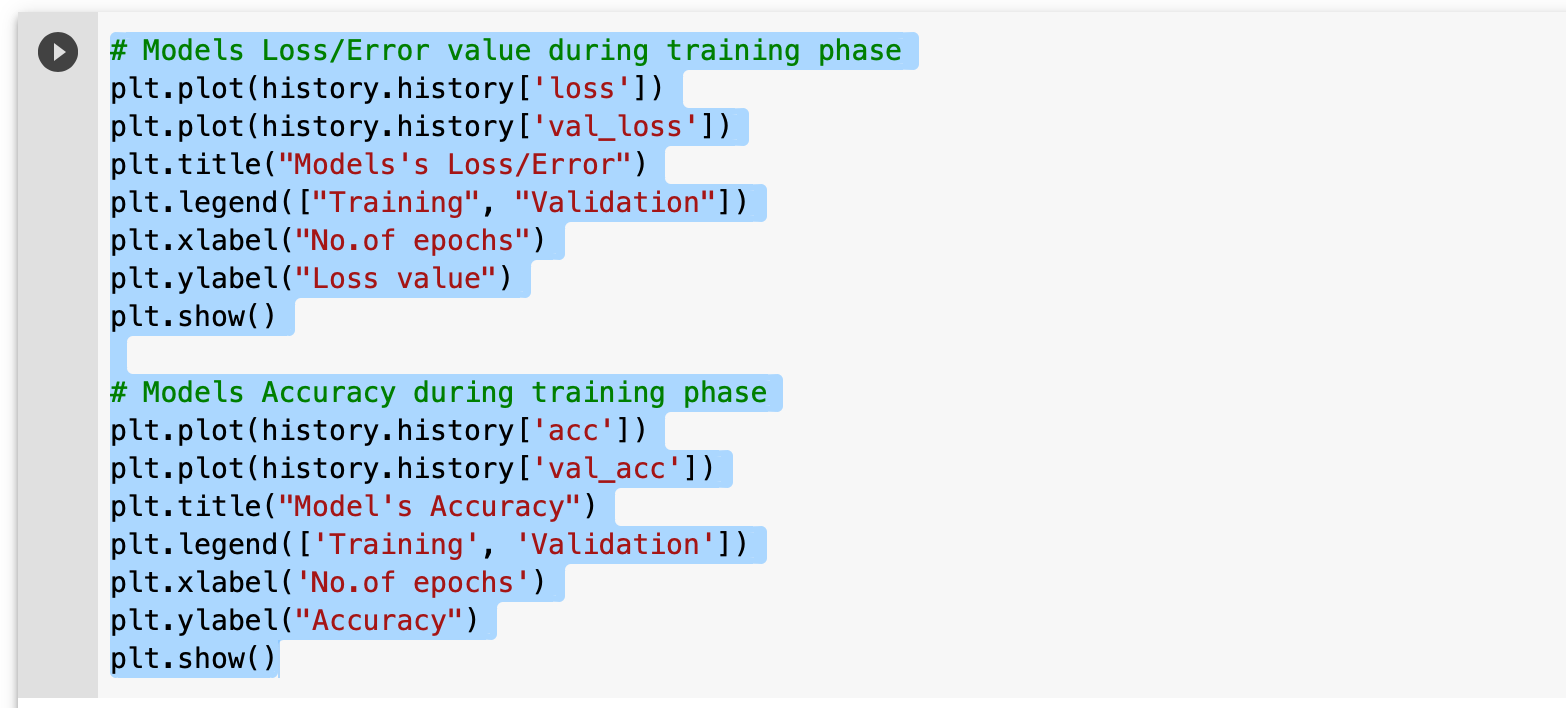 # Models Loss/Error value during training phase
plt.plot(history.history['loss'])
plt.plot(history.history['val_loss'])
plt.title("Models's Loss/Error")
plt.legend(["Training", "Validation"])
plt.xlabel("No.of epochs")
plt.ylabel("Loss value")
plt.show()
# Models Accuracy during training phase
plt.plot(history.history['acc'])
plt.plot(history.history['val_acc'])
plt.title("Model's Accuracy")
plt.legend(['Training', 'Validation'])
plt.xlabel('No.of epochs')
plt.ylabel("Accuracy")
plt.show()